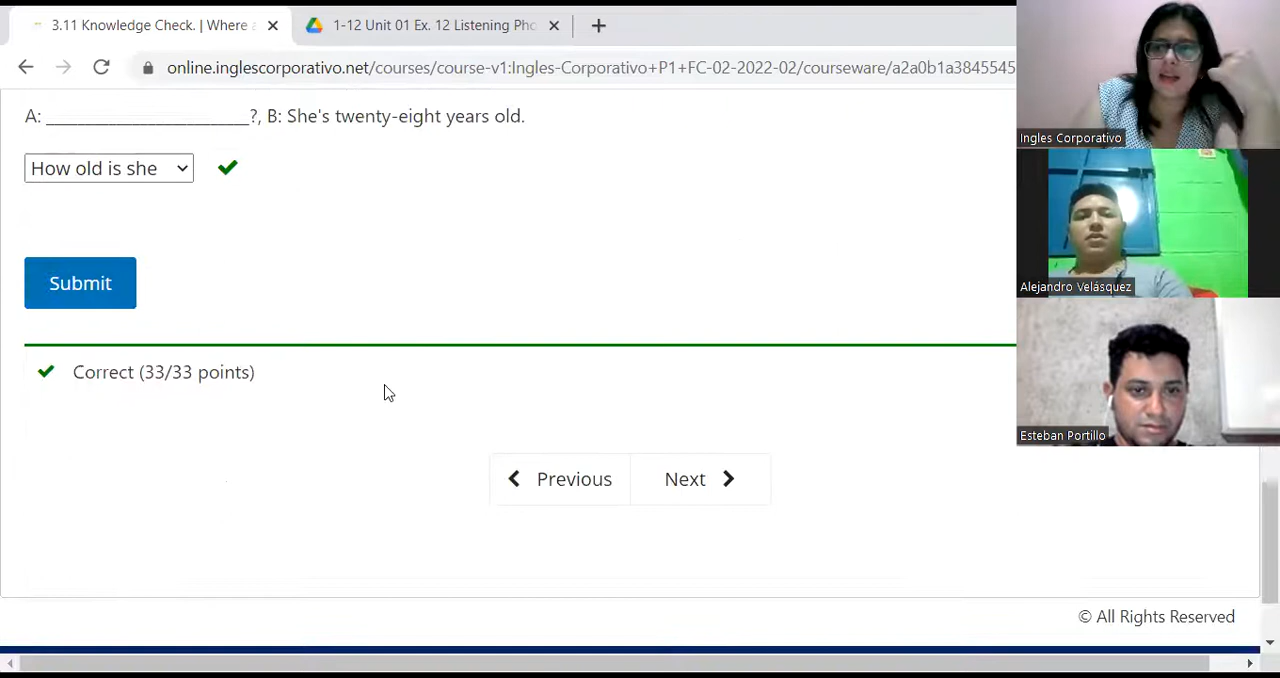 3.11 Knowledge Check. | Where a
1-12 Unit 01 Ex. 12 Listening Pho
online.inglescorporativo.net/courses/course-v1:Ingles-Corporativo+P1+FC-02-2022-02/courseware/a2a0b1a3845545
A: ________________________?, B: She's twenty-eight years old.
How old is she
Submit
Correct (33/33 points)
Previous
Next
© All Rights Reserved
Ingles Corporativo
Alejandro Velásquez
Esteban Portillo